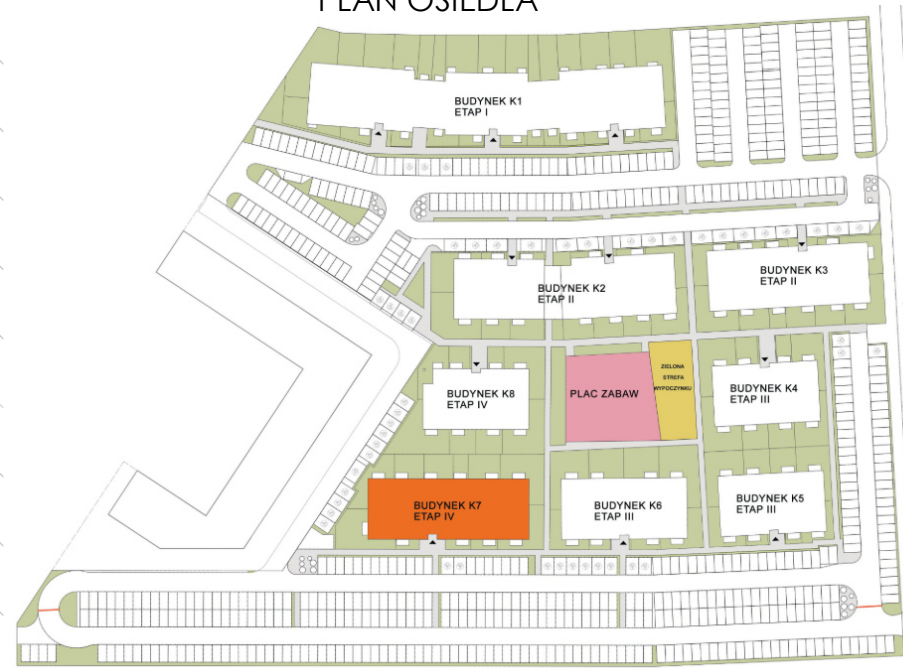 PLAN OSIEDLA
BUDYNEK K1
ETAP I
BUDYNEK K2
ETAP II
BUDYNEK K3
ETAP II
BUDYNEK K8
ETAP IV
PLAC ZABAW
ZIELONA
STREFA
WYPOCZYNKU
BUDYNEK K4
ETAP III
BUDYNEK K7
ETAP IV
BUDYNEK K6
ETAP III
BUDYNEK K5
ETAP III